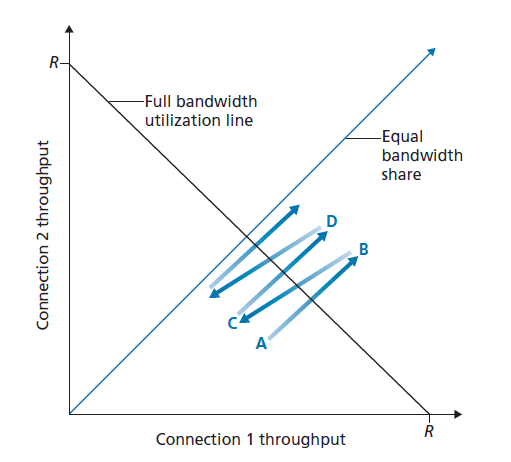 R
Full bandwidth
utilization line
Equal
bandwidth
share
D
B
C
A
Connection 2 throughput
R
Connection 1 throughput